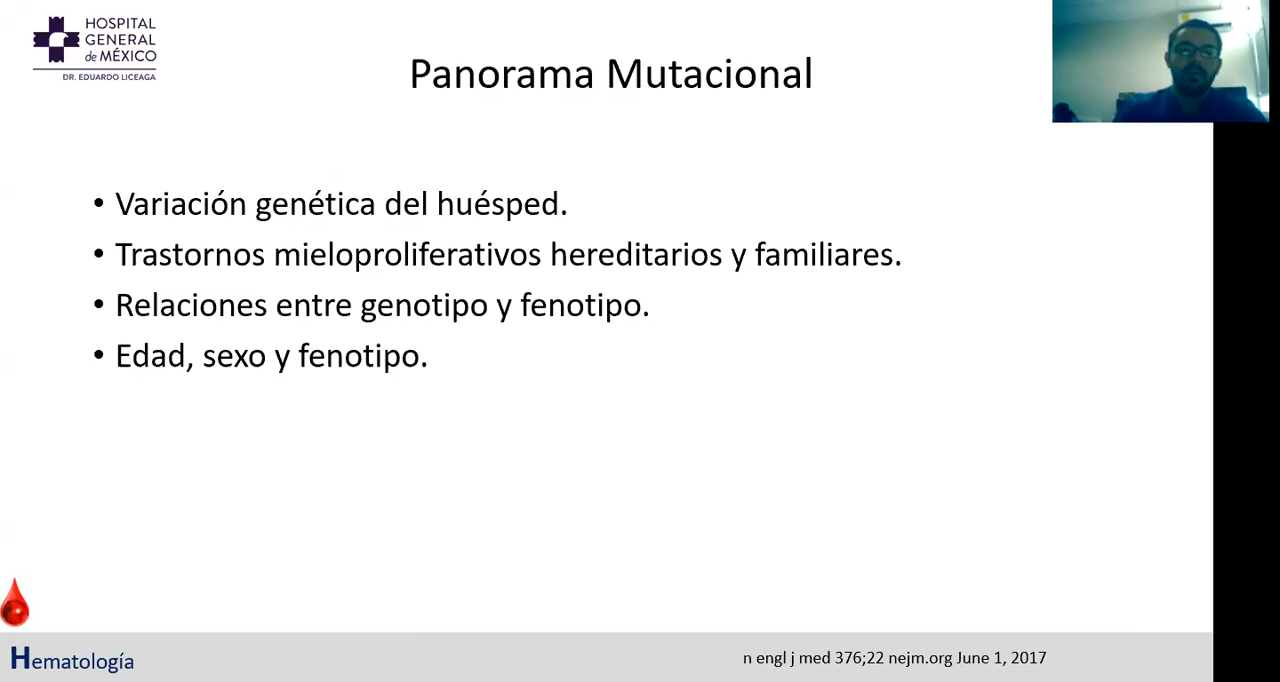 HOSPITAL
GENERAL
de MÉXICO
DR. EDUARDO LICEAGA
Panorama Mutacional
• Variación genética del huésped.
• Trastornos mieloproliferativos hereditarios y familiares.
• Relaciones entre genotipo y fenotipo.
• Edad, sexo y fenotipo.
Hematología
n engl j med 376;22 nejm.org June 1, 2017